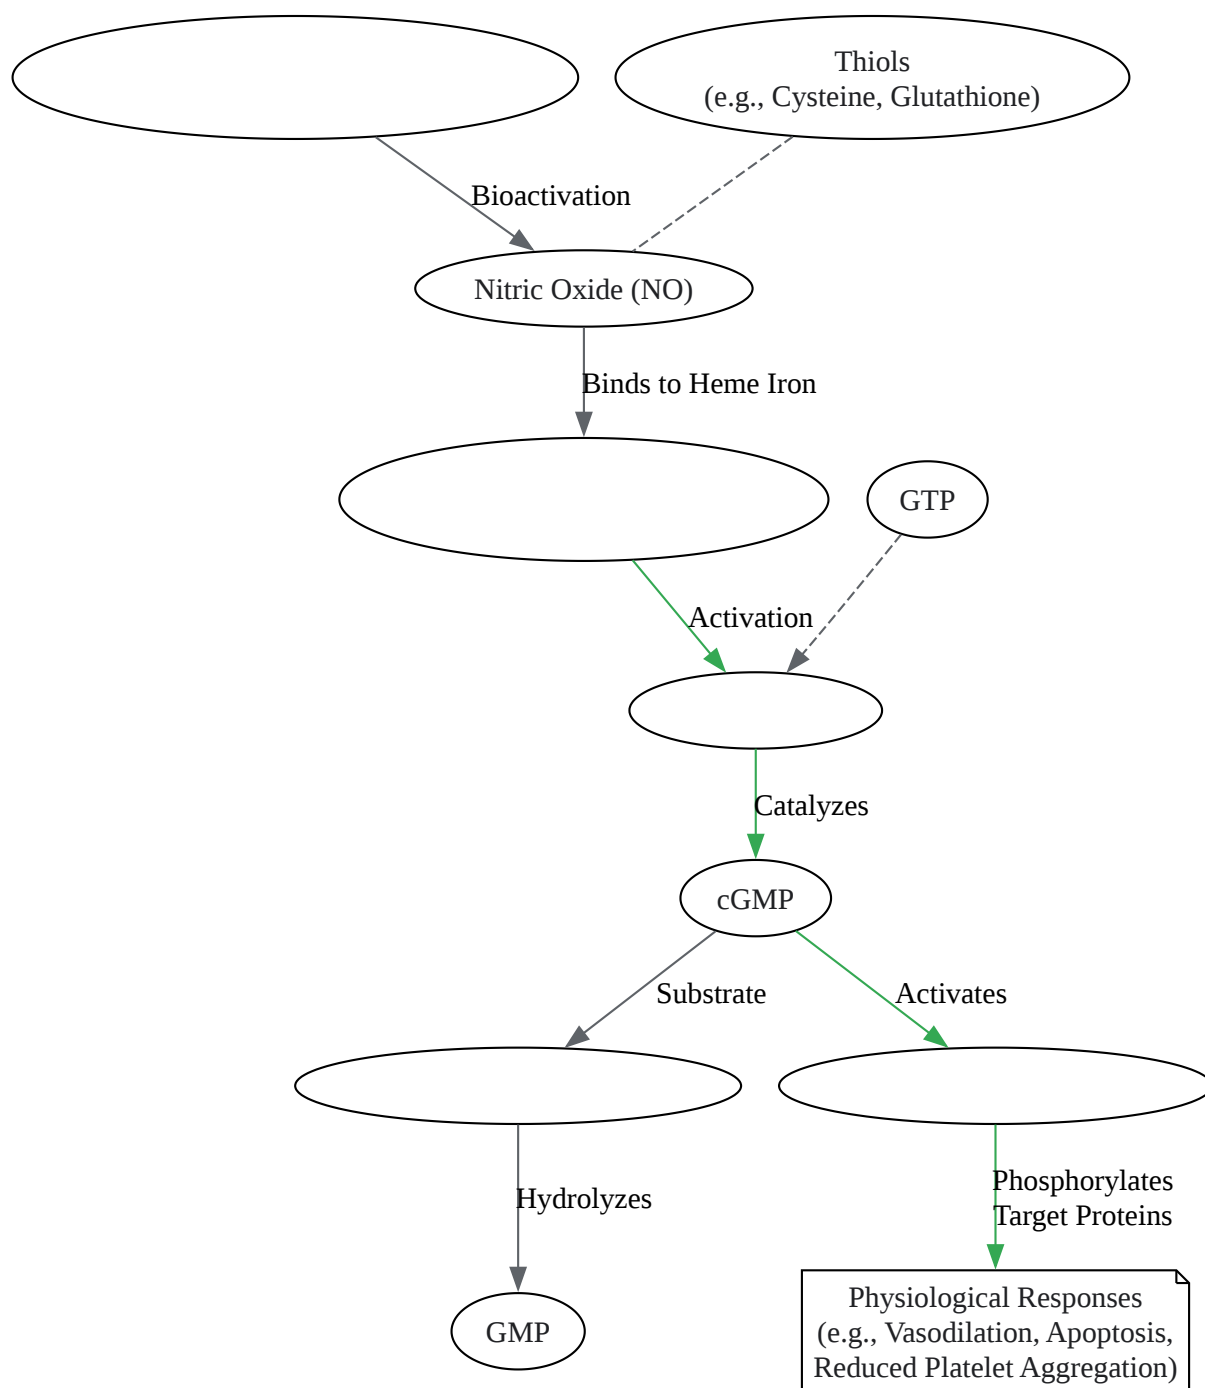 Thiols
(e.g., Cysteine, Glutathione)
Bioactivation
Nitric Oxide (NO)
Binds to Heme Iron
GTP
Activation
Catalyzes
cGMP
Substrate
Activates
Phosphorylates
Target Proteins
Hydrolyzes
Physiological Responses
(e.g., Vasodilation, Apoptosis,
Reduced Platelet Aggregation)
GMP